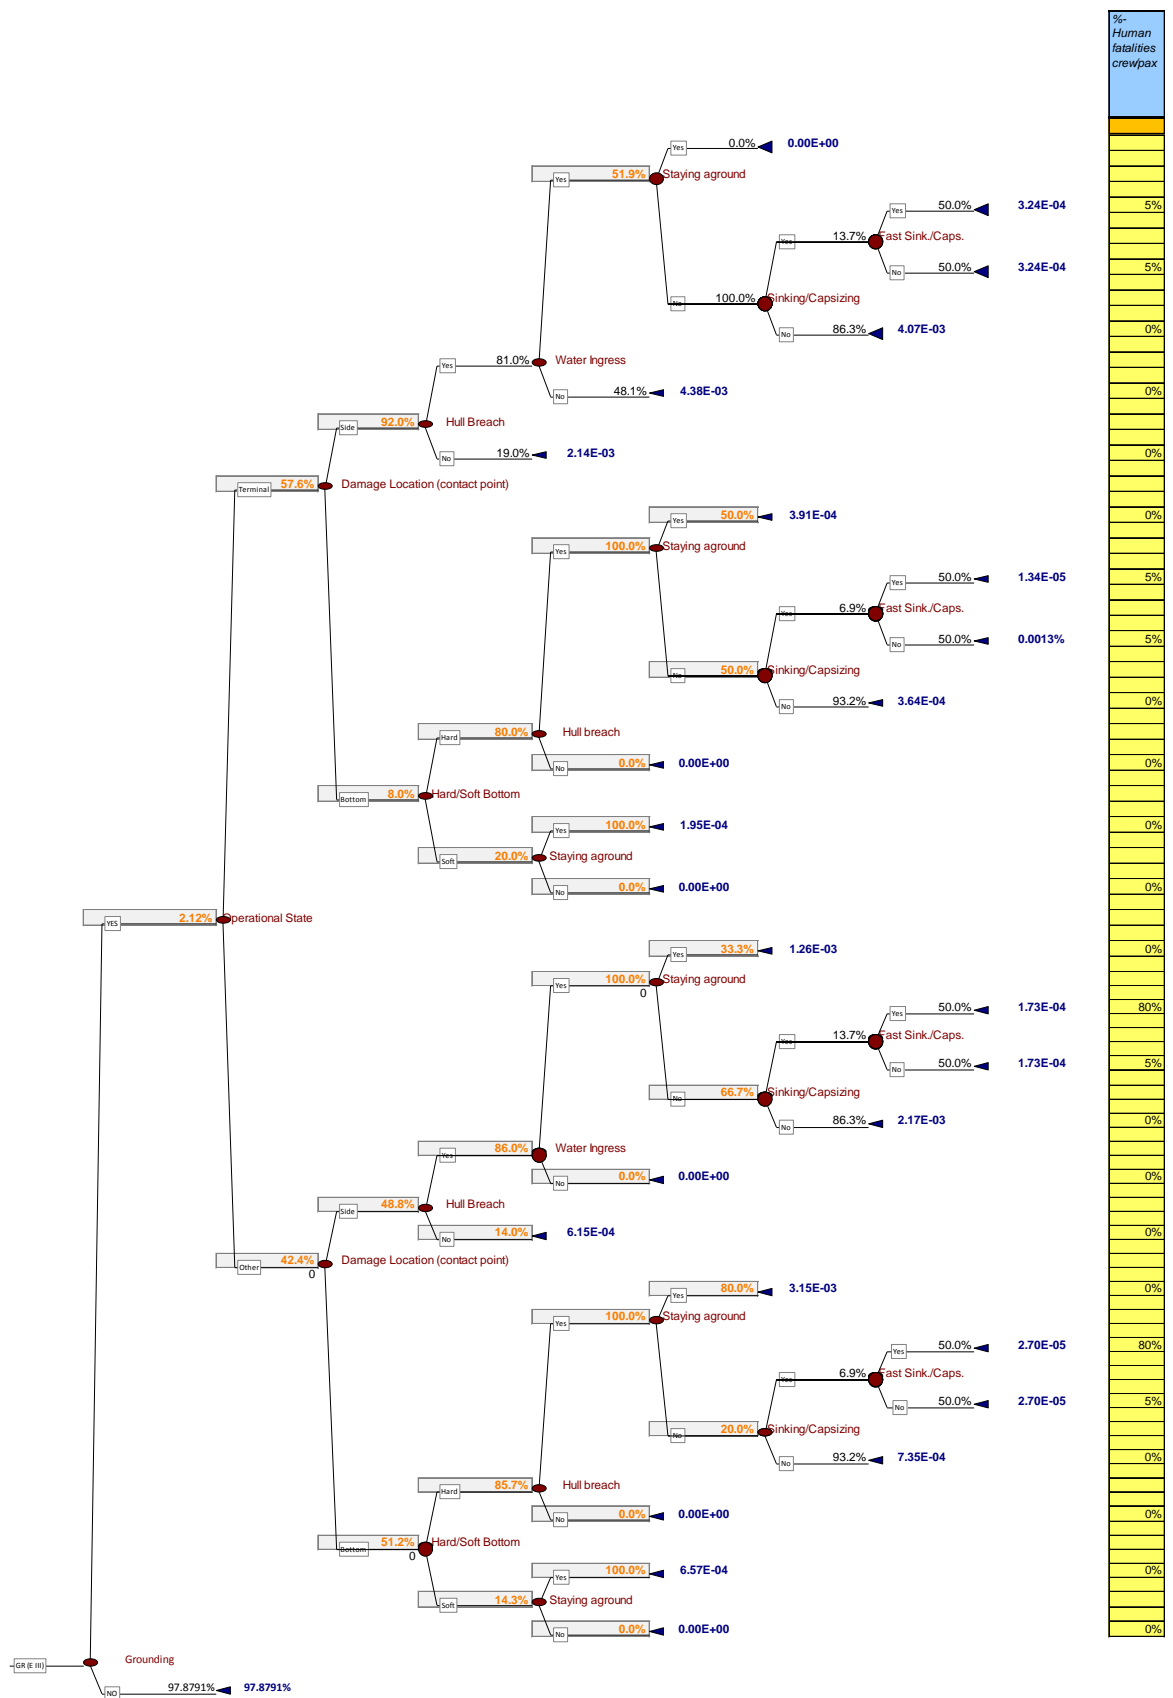 %-
Human
fatalities
crew/pax
Yes 0.0% 0.00E+00
Yes 51.9% Staying aground
Yes 50.0% 3.24E-04 5%
Yes 13.7% Fast Sink./Caps.
No 50.0% 3.24E-04 5%
No 100.0% Sinking/Capsizing
No 86.3% 4.07E-03 0%
Yes 81.0% Water Ingress
No 48.1% 4.38E-03 0%
Side 92.0% Hull Breach
No 19.0% 2.14E-03 0%
Terminal 57.6% Damage Location (contact point)
Yes 50.0% 3.91E-04 0%
Yes 100.0% Staying aground
Yes 50.0% 1.34E-05 5%
Yes 6.9% Fast Sink./Caps.
No 50.0% 0.0013% 5%
No 50.0% Sinking/Capsizing
No 93.2% 3.64E-04 0%
Hard 80.0% Hull breach
No 0.0% 0.00E+00 0%
Bottom 8.0% Hard/Soft Bottom
Yes 100.0% 1.95E-04 0%
Soft 20.0% Staying aground
No 0.0% 0.00E+00 0%
YES 2.12% Operational State
Yes 33.3% 1.26E-03 0%
Yes 100.0% Staying aground
0
Yes 50.0% 1.73E-04 80%
Yes 13.7% Fast Sink./Caps.
No 50.0% 1.73E-04 5%
No 66.7% Sinking/Capsizing
No 86.3% 2.17E-03 0%
Yes 86.0% Water Ingress
No 0.0% 0.00E+00 0%
Side 48.8% Hull Breach
No 14.0% 6.15E-04 0%
Other 42.4% Damage Location (contact point)
0
Yes 80.0% 3.15E-03 0%
Yes 100.0% Staying aground
Yes 50.0% 2.70E-05 80%
Yes 6.9% Fast Sink./Caps.
No 50.0% 2.70E-05 5%
No 20.0% Sinking/Capsizing
No 93.2% 7.35E-04 0%
Hard 85.7% Hull breach
No 0.0% 0.00E+00 0%
Bottom 51.2% Hard/Soft Bottom
0
Yes 100.0% 6.57E-04 0%
Soft 14.3% Staying aground
No 0.0% 0.00E+00 0%
GR (E III) Grounding
NO 97.8791% 97.8791%